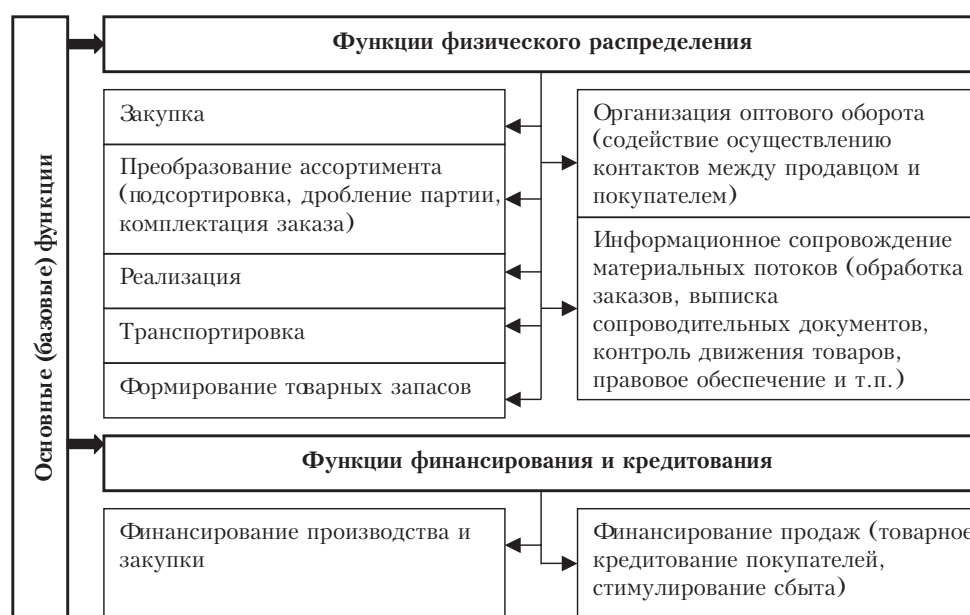 Основные (базовые) функции
Функции физического распределения
Закупка
Преобразование ассортимента
(подсортировка, дробление партии,
комплектация заказа)
Реализация
Транспортировка
Формирование товарных запасов
Организация оптового оборота
(содействие осуществлению
контактов между продавцом и
покупателем)
Информационное сопровождение
материальных потоков (обработка
заказов, выписка
сопроводительных документов,
контроль движения товаров,
правовое обеспечение и т.п.)
Функции финансирования и кредитования
Финансирование производства и
закупки
Финансирование продаж (товарное
кредитование покупателей,
стимулирование сбыта)